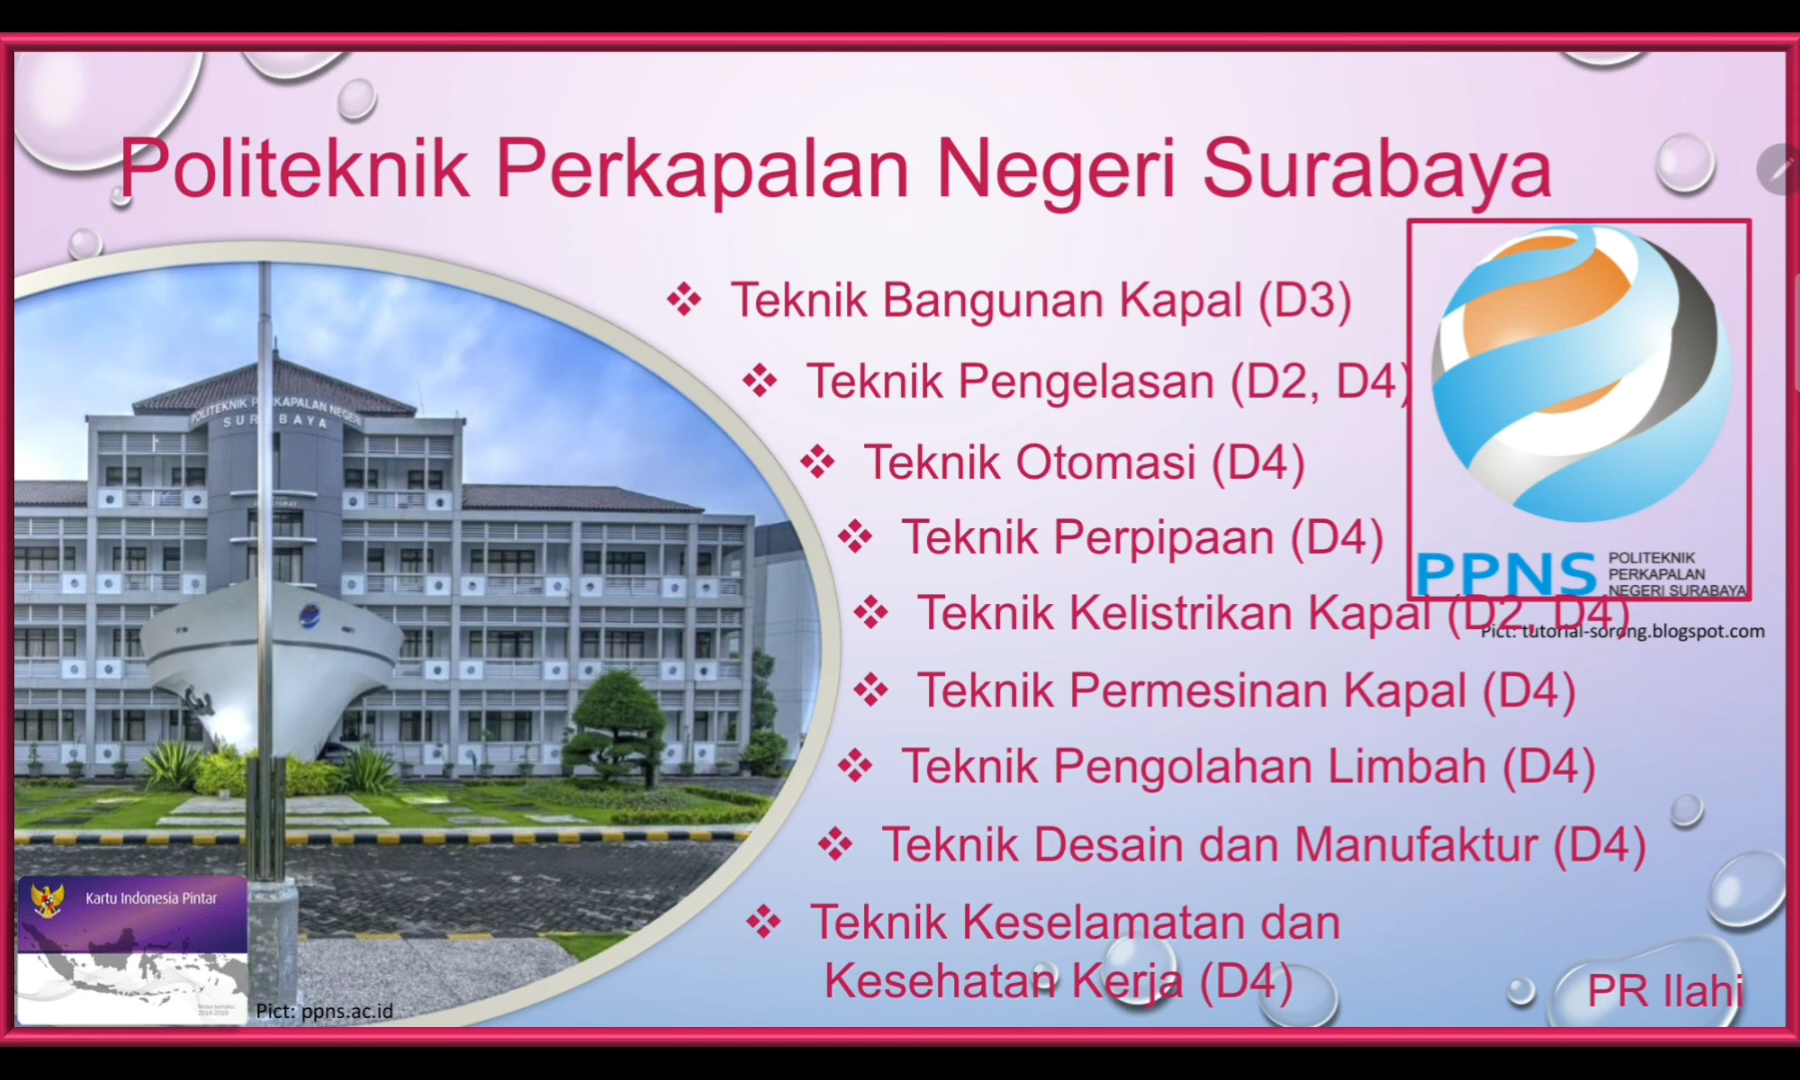 Politeknik Perkapalan Negeri Surabaya
❖ Teknik Bangunan Kapal (D3)
❖ Teknik Pengelasan (D2, D4)
❖ Teknik Otomasi (D4)
❖ Teknik Perpipaan (D4)
❖ Teknik Kelistrikan Kapal (D2, D4)
❖ Teknik Permesinan Kapal (D4)
❖ Teknik Pengolahan Limbah (D4)
❖ Teknik Desain dan Manufaktur (D4)
❖ Teknik Keselamatan dan
Kesehatan Kerja (D4)
PPNS
POLITEKNIK
PERKAPALAN
NEGERI SURABAYA
Pict: tutorial-sorong.blogspot.com
POLITEKNIK PERKAPALAN NEGERI
SURABAYA
Kartu Indonesia Pintar
Pict: ppns.ac.id
PR Ilahi